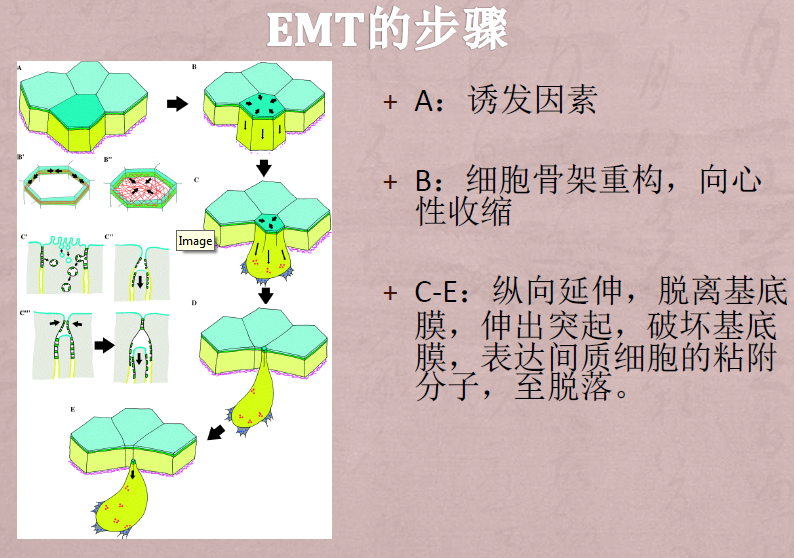 EMT的步骤
A
B
B'
B"
C
C'
C"
Image
C'"
D
E
+ A：诱发因素
+ B：细胞骨架重构，向心
性收缩
+ C-E：纵向延伸，脱离基底
膜，伸出突起，破坏基底
膜，表达间质细胞的粘附
分子，至脱落。